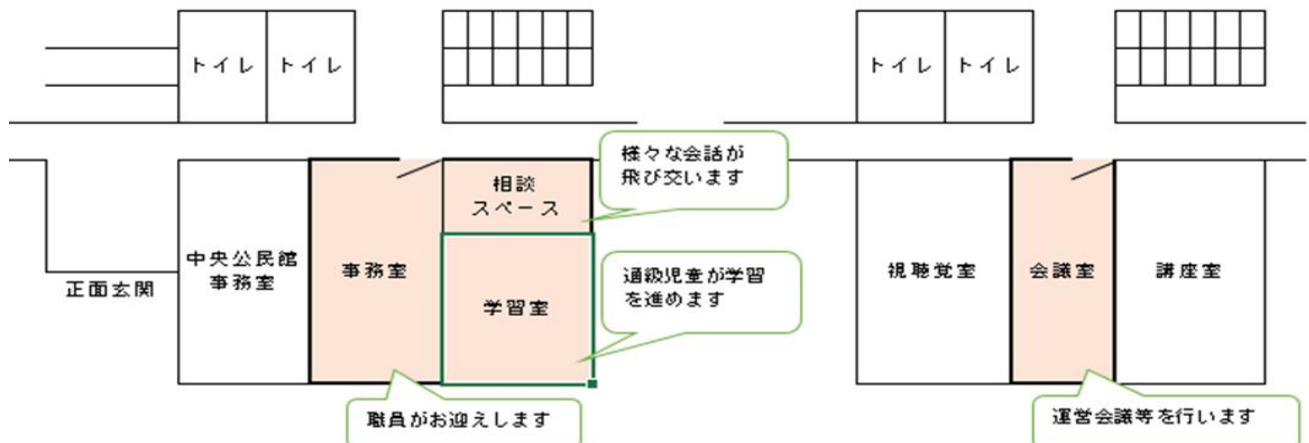 トイレ
トイレ
トイレ
トイレ
様々な会話が
飛び交います
相談
スペース
中央公民館
事務室
事務室
正面玄関
学習室
通級児童が学習
を進めます
視聴覚室
会議室
講座室
職員がお迎えします
運営会議等を行います